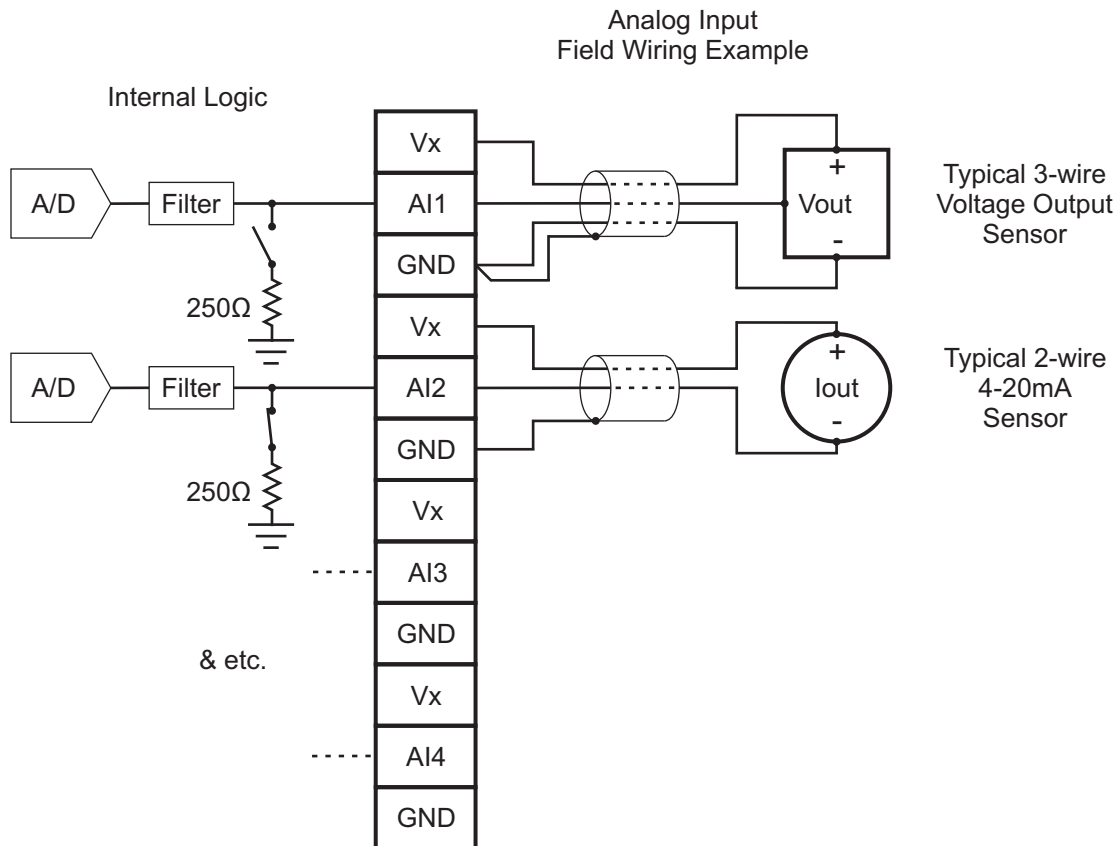 Analog Input
Field Wiring Example
Internal Logic
Vx
A/D
Filter
AI1
+
Vout
-
Typical 3-wire
Voltage Output
Sensor
GND
250Ω
Vx
A/D
Filter
AI2
+
Iout
-
Typical 2-wire
4-20mA
Sensor
GND
250Ω
Vx
AI3
GND
& etc.
Vx
AI4
GND